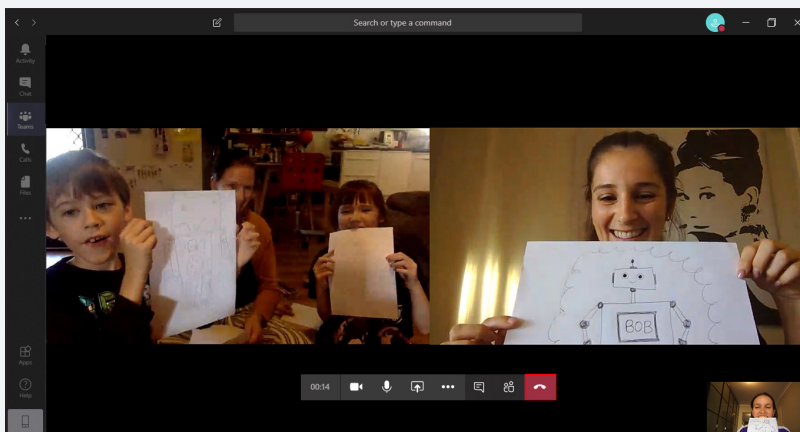 Search or type a command
Activity
Chat
Teams
Calls
Files
BOB
Apps
Help
00:14